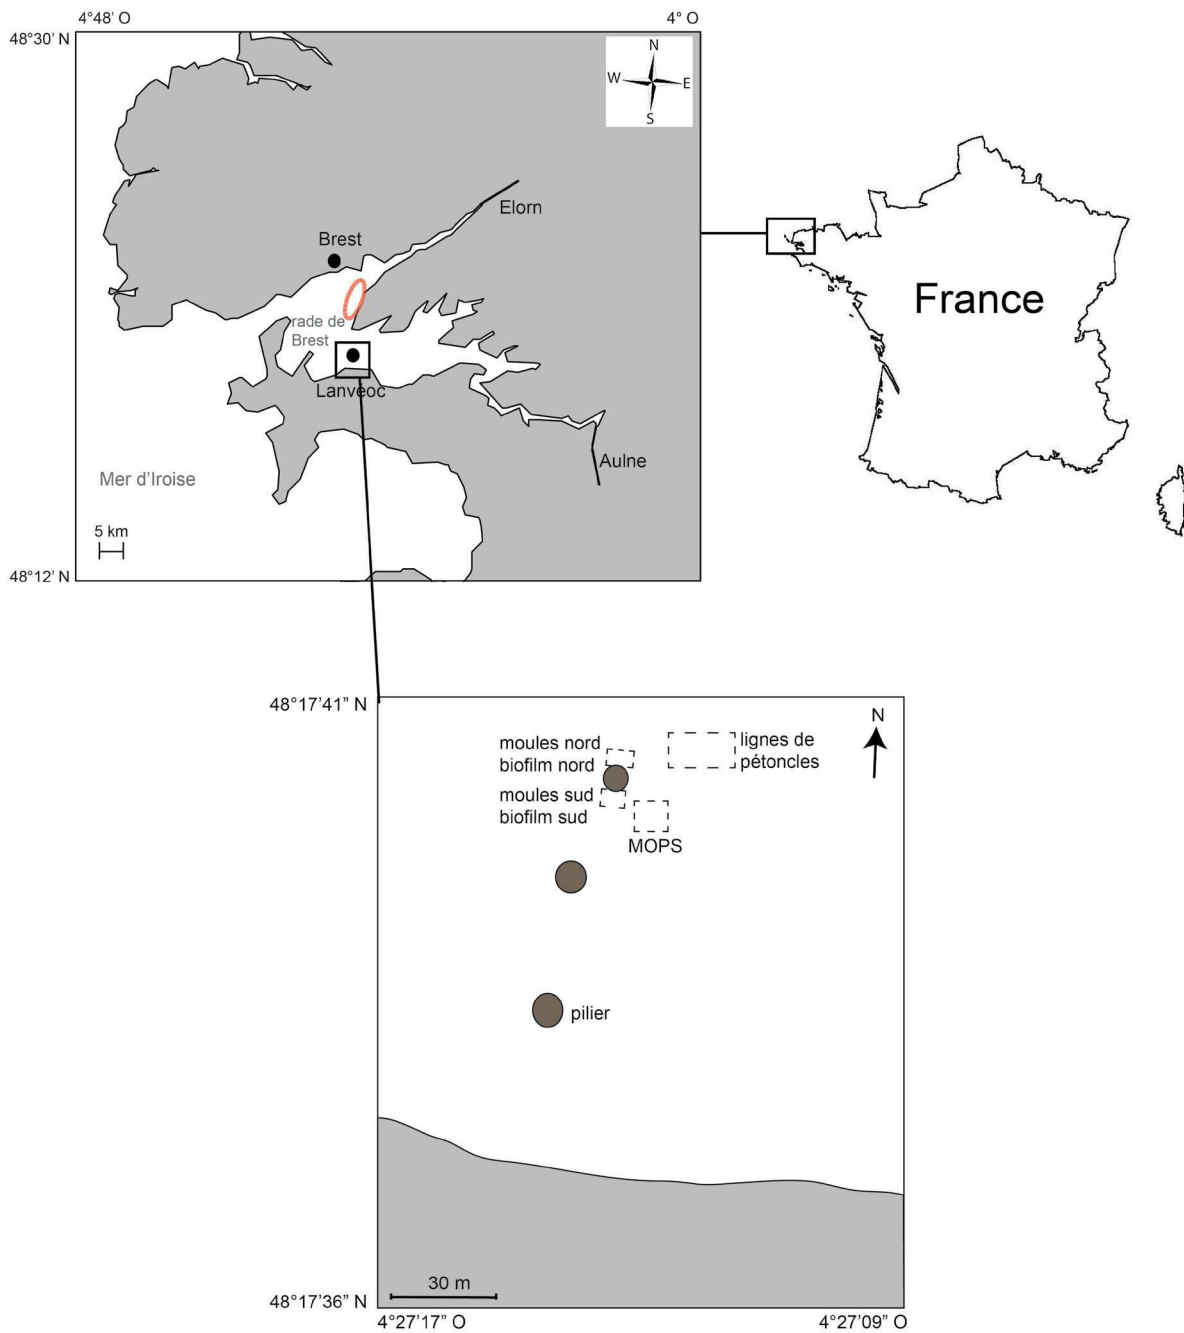 4°48’ O
4° O
48°30’ N
N
W
E
S
Elorn
Brest
rade de
Brest
Lanvéoc
Aulne
Mer d’Iroise
5 km
48°12’ N
France
48°17’41” N
N
moules nord
biofilm nord
lignes de
pétoncles
moules sud
biofilm sud
MOPS
pilier
30 m
48°17’36” N
4°27’17” O
4°27’09” O